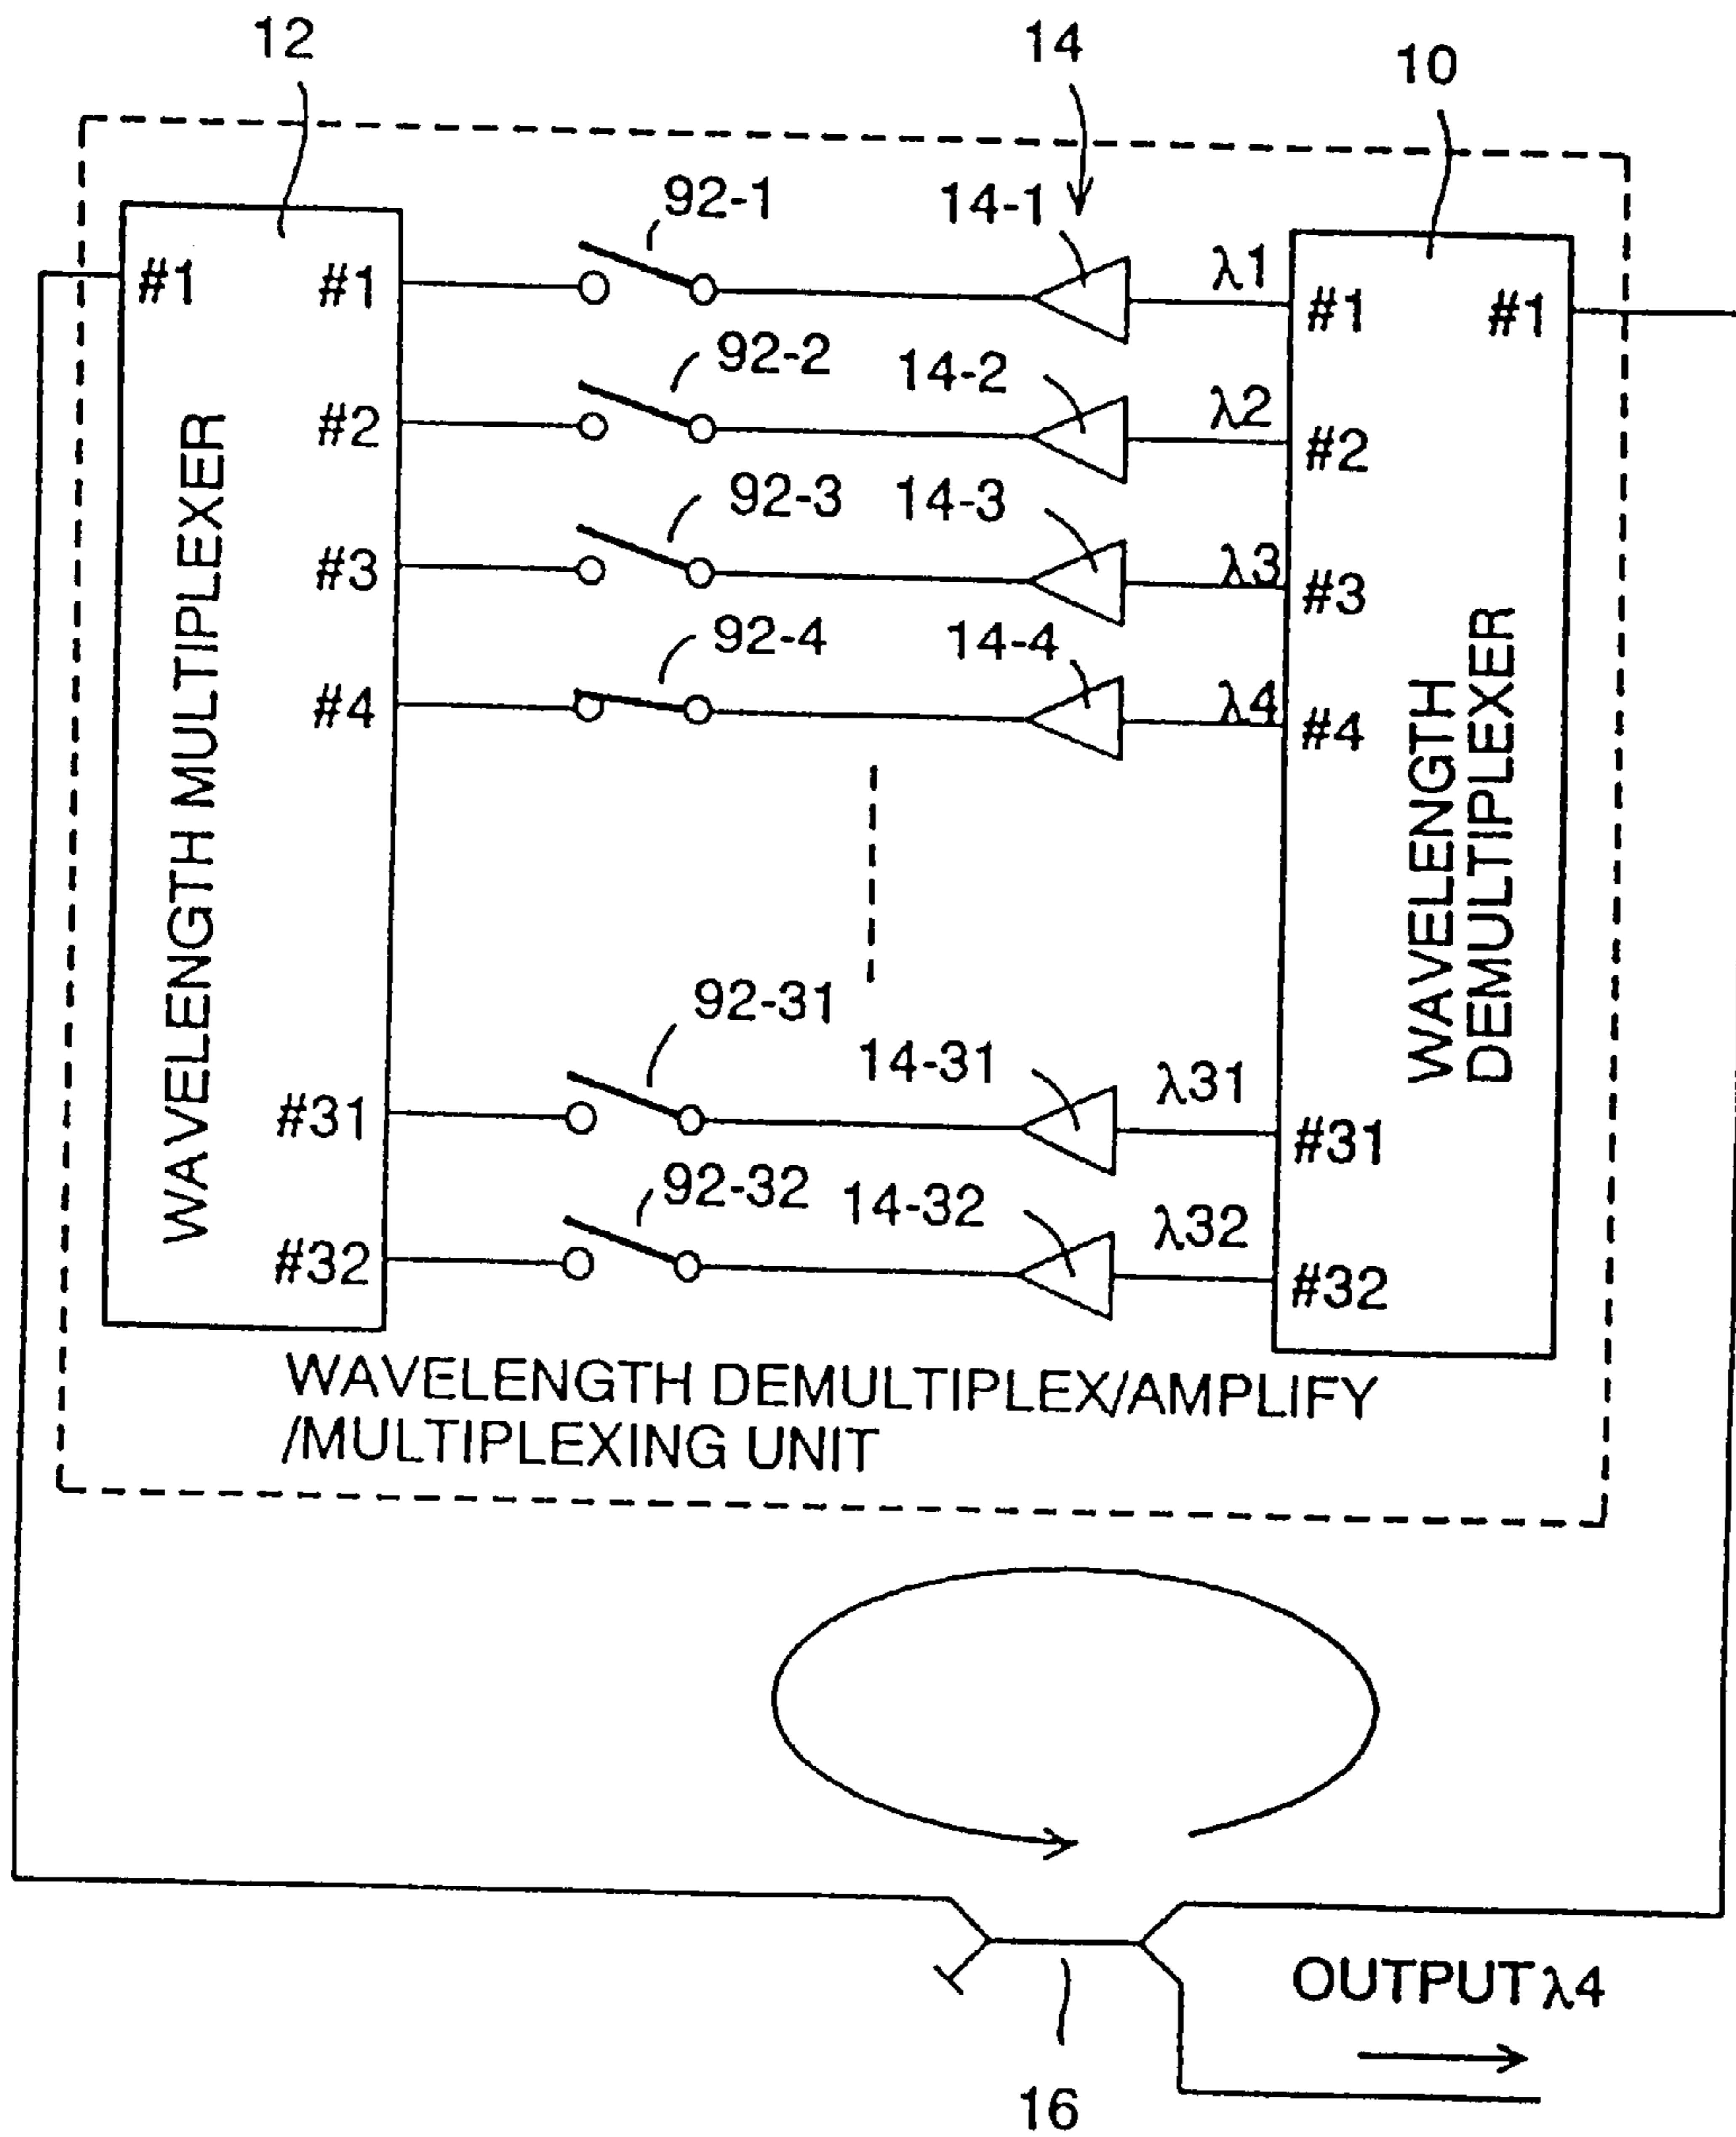 12
14
10
92-1
14-1
λ1
#1
#1
#1
#1
92-2
14-2
λ2
#2
#2
92-3
14-3
λ3
#3
#3
92-4
14-4
λ4
#4
#4
WAVELENGTH MULTIPLEXER
WAVELENGTH
DEMULTIPLEXER
92-31
14-31
λ31
#31
#31
92-32
14-32
λ32
#32
#32
WAVELENGTH DEMULTIPLEX/AMPLIFY
/MULTIPLEXING UNIT
OUTPUT λ4
16